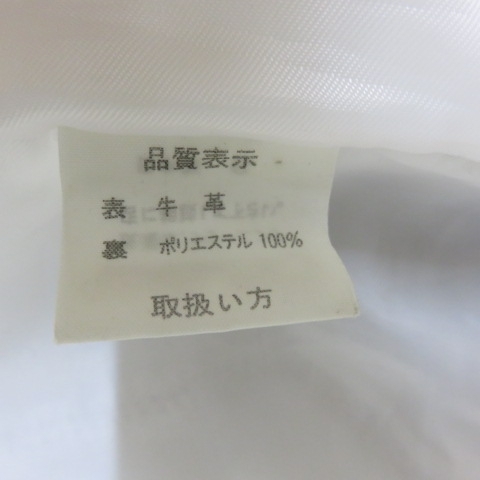 品質表示
表 牛革
裏 ポリエステル 100%
取扱い方